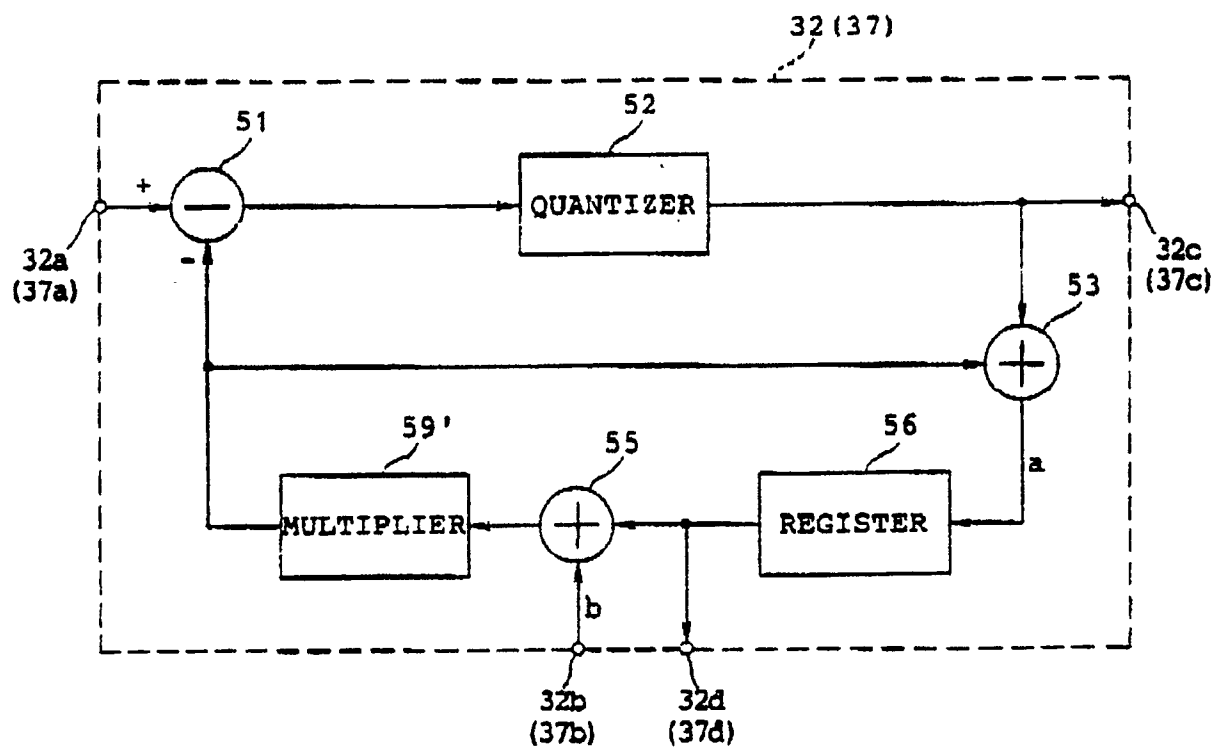 32 (37)
51
52
+
−
QUANTIZER
32a
(37a)
-
32c
(37c)
53
+
59'
55
56
a
MULTIPLIER
+
REGISTER
b
32b
(37b)
32d
(37d)